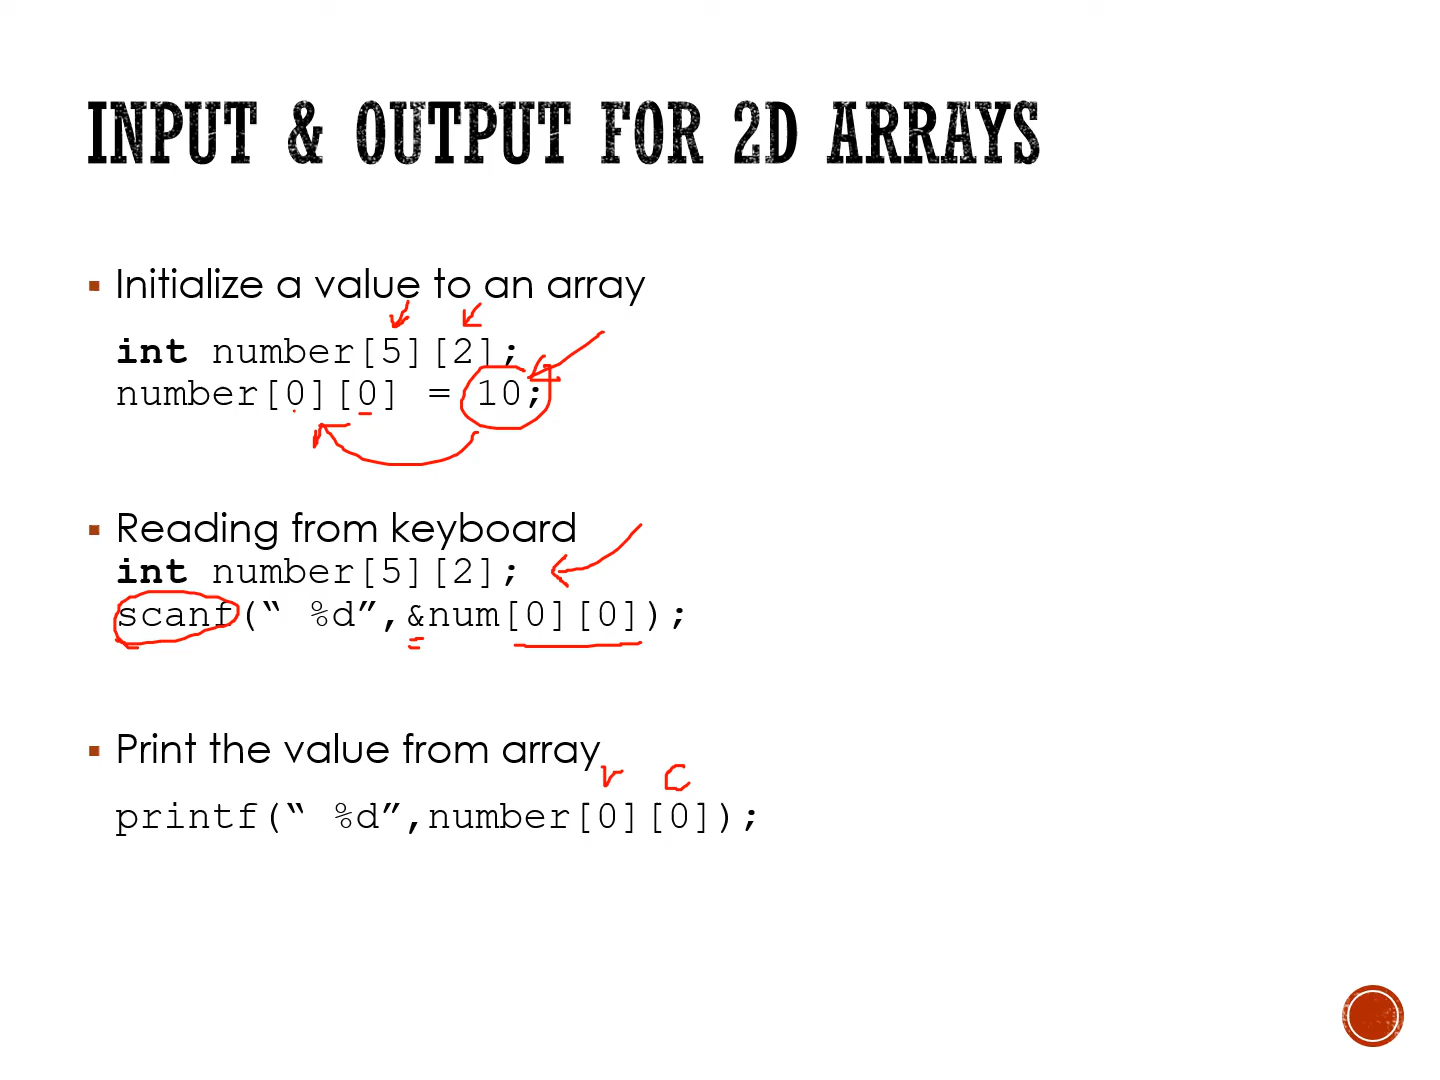 INPUT & OUTPUT FOR 2D ARRAYS
▪ Initialize a value to an array
int number[5][2];
number[0][0] = 10;
▪ Reading from keyboard
int number[5][2];
scanf(“ %d”,&num[0][0]);
▪ Print the value from array
r c
printf(“ %d”,number[0][0]);